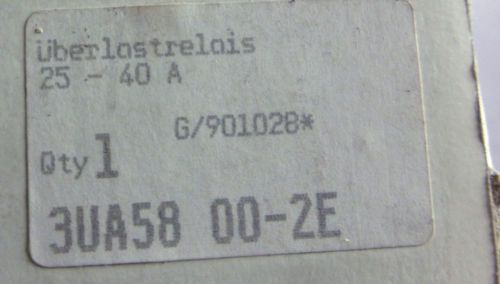 Überlastrelais
25 - 40 A
G/901028*
Qty 1
3UA58 00-2E